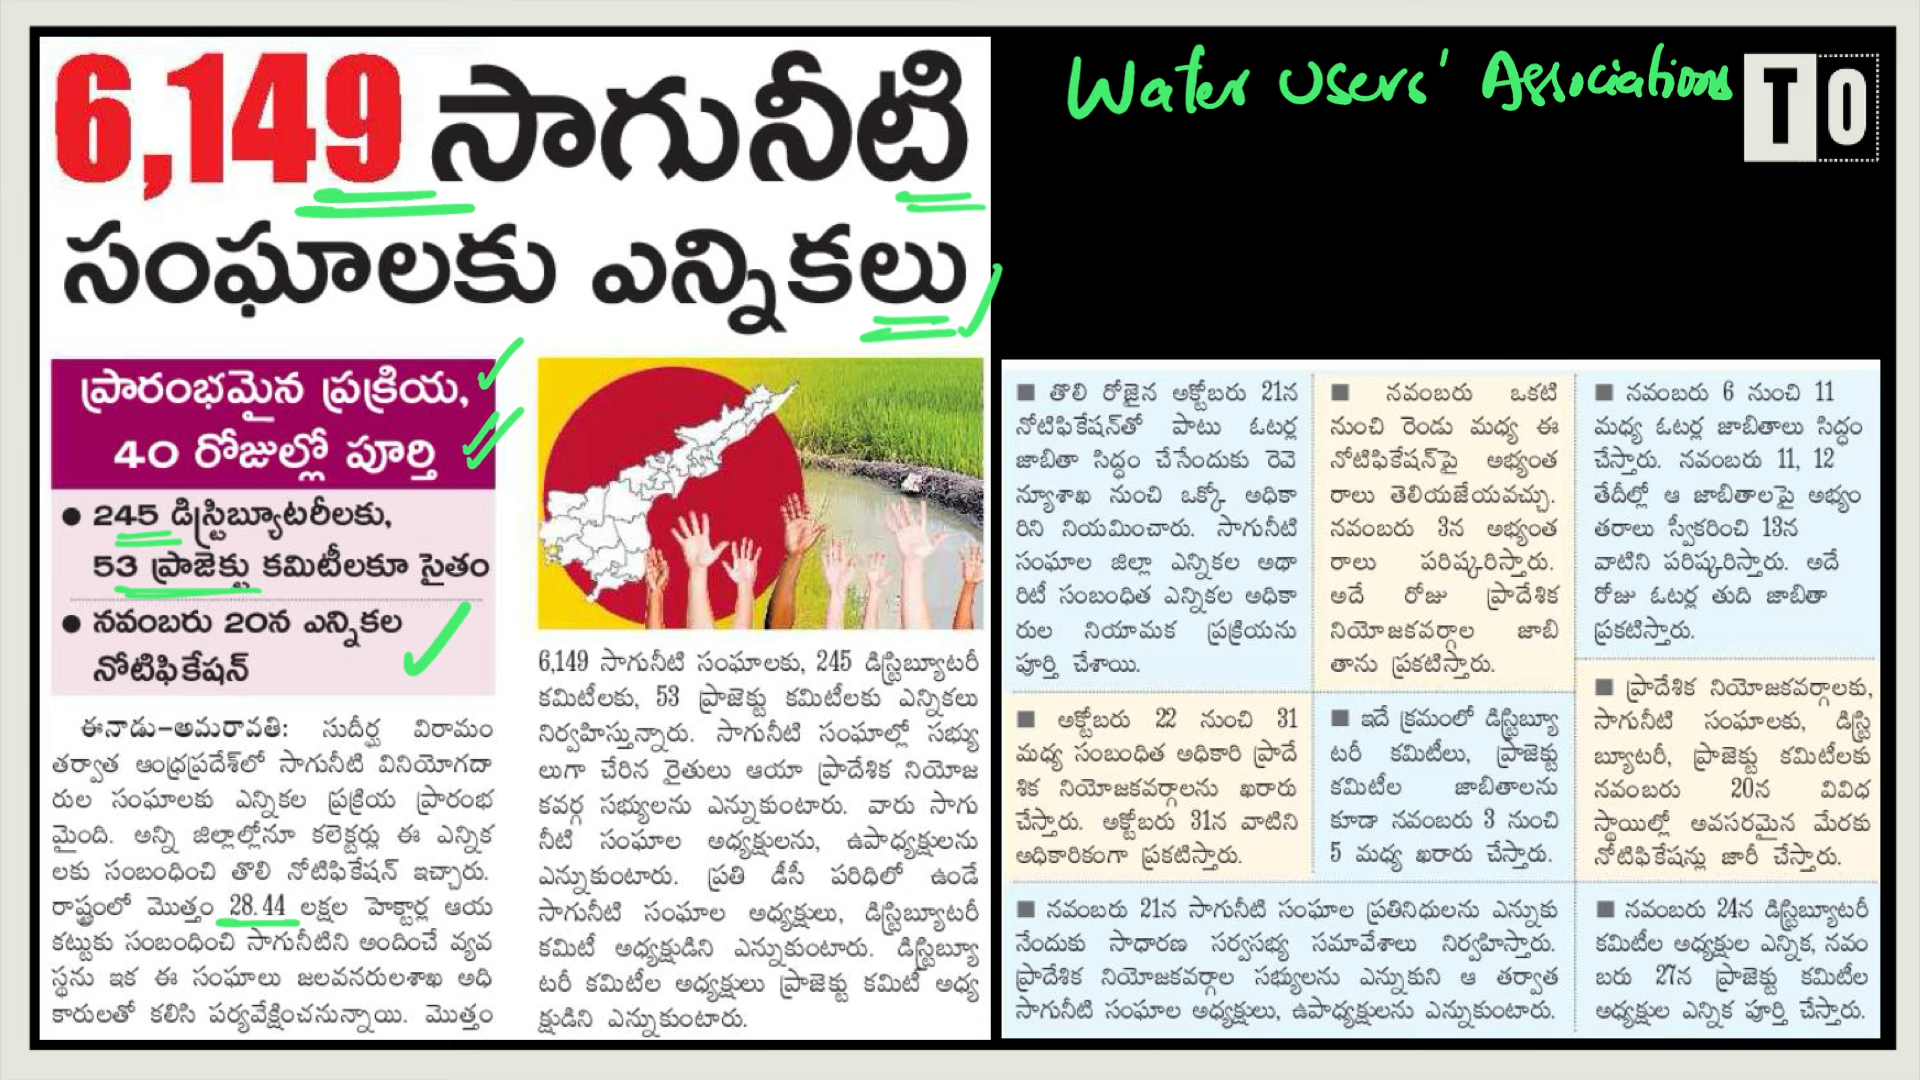 6,149 సాగునీటి
సంఘాలకు ఎన్నికలు
ప్రారంభమైన ప్రక్రియ,
40 రోజుల్లో పూర్తి
● 245 డిస్ట్రిబ్యూటరీలకు,
53 ప్రాజెక్టు కమిటీలకూ సైతం
● నవంబరు 20న ఎన్నికల
నోటిఫికేషన్
ఈనాడు-అమరావతి: సుదీర్ఘ విరామం
తర్వాత ఆంధ్రప్రదేశ్‌లో సాగునీటి వినియోగదా
రుల సంఘాలకు ఎన్నికల ప్రక్రియ ప్రారంభ
మైంది. అన్ని జిల్లాల్లోనూ కలెక్టర్లు ఈ ఎన్నిక
లకు సంబంధించి తొలి నోటిఫికేషన్ ఇచ్చారు.
రాష్ట్రంలో మొత్తం 28.44 లక్షల హెక్టార్ల ఆయ
కట్టుకు సంబంధించి సాగునీటిని అందించే వ్యవ
స్థను ఇక ఈ సంఘాలు జలవనరులశాఖ అధి
కారులతో కలిసి పర్యవేక్షించనున్నాయి. మొత్తం
6,149 సాగునీటి సంఘాలకు, 245 డిస్ట్రిబ్యూటరీ
కమిటీలకు, 53 ప్రాజెక్టు కమిటీలకు ఎన్నికలు
నిర్వహిస్తున్నారు. సాగునీటి సంఘాల్లో సభ్యు
లుగా చేరిన రైతులు ఆయా ప్రాదేశిక నియోజ
కవర్గ సభ్యులను ఎన్నుకుంటారు. వారు సాగు
నీటి సంఘాల అధ్యక్షులను, ఉపాధ్యక్షులను
ఎన్నుకుంటారు. ప్రతి డీసీ పరిధిలో ఉండే
సాగునీటి సంఘాల అధ్యక్షులు, డిస్ట్రిబ్యూటరీ
కమిటీ అధ్యక్షుడిని ఎన్నుకుంటారు. డిస్ట్రిబ్యూ
టరీ కమిటీల అధ్యక్షులు ప్రాజెక్టు కమిటీ అధ్య
క్షుడిని ఎన్నుకుంటారు.
Water Users' Associations
TO
■ తొలి రోజైన అక్టోబరు 21న
నోటిఫికేషన్‌తో పాటు ఓటర్ల
జాబితా సిద్ధం చేసేందుకు రెవె
న్యూశాఖ నుంచి ఒక్కో అధికా
రిని నియమించారు. సాగునీటి
సంఘాల జిల్లా ఎన్నికల అథా
రిటీ సంబంధిత ఎన్నికల అధికా
రుల నియామక ప్రక్రియను
పూర్తి చేశాయి.
■ నవంబరు ఒకటి
నుంచి రెండు మధ్య ఈ
నోటిఫికేషన్‌పై అభ్యంత
రాలు తెలియజేయవచ్చు.
నవంబరు 3న అభ్యంత
రాలు పరిష్కరిస్తారు.
అదే రోజు ప్రాదేశిక
నియోజకవర్గాల జాబి
తాను ప్రకటిస్తారు.
■ నవంబరు 6 నుంచి 11
మధ్య ఓటర్ల జాబితాలు సిద్ధం
చేస్తారు. నవంబరు 11, 12
తేదీల్లో ఆ జాబితాలపై అభ్యం
తరాలు స్వీకరించి 13న
వాటిని పరిష్కరిస్తారు. అదే
రోజు ఓటర్ల తుది జాబితా
ప్రకటిస్తారు.
■ అక్టోబరు 22 నుంచి 31
మధ్య సంబంధిత అధికారి ప్రాదే
శిక నియోజకవర్గాలను ఖరారు
చేస్తారు. అక్టోబరు 31న వాటిని
అధికారికంగా ప్రకటిస్తారు.
■ ఇదే క్రమంలో డిస్ట్రిబ్యూ
టరీ కమిటీలు, ప్రాజెక్టు
కమిటీల జాబితాలను
కూడా నవంబరు 3 నుంచి
5 మధ్య ఖరారు చేస్తారు.
■ ప్రాదేశిక నియోజకవర్గాలకు,
సాగునీటి సంఘాలకు, డిస్ట్రి
బ్యూటరీ, ప్రాజెక్టు కమిటీలకు
నవంబరు 20న వివిధ
స్థాయిల్లో అవసరమైన మేరకు
నోటిఫికేషన్లు జారీ చేస్తారు.
■ నవంబరు 21న సాగునీటి సంఘాల ప్రతినిధులను ఎన్నుకు
నేందుకు సాధారణ సర్వసభ్య సమావేశాలు నిర్వహిస్తారు.
ప్రాదేశిక నియోజకవర్గాల సభ్యులను ఎన్నుకుని ఆ తర్వాత
సాగునీటి సంఘాల అధ్యక్షులు, ఉపాధ్యక్షులను ఎన్నుకుంటారు.
■ నవంబరు 24న డిస్ట్రిబ్యూటరీ
కమిటీల అధ్యక్షుల ఎన్నిక, నవం
బరు 27న ప్రాజెక్టు కమిటీల
అధ్యక్షుల ఎన్నిక పూర్తి చేస్తారు.